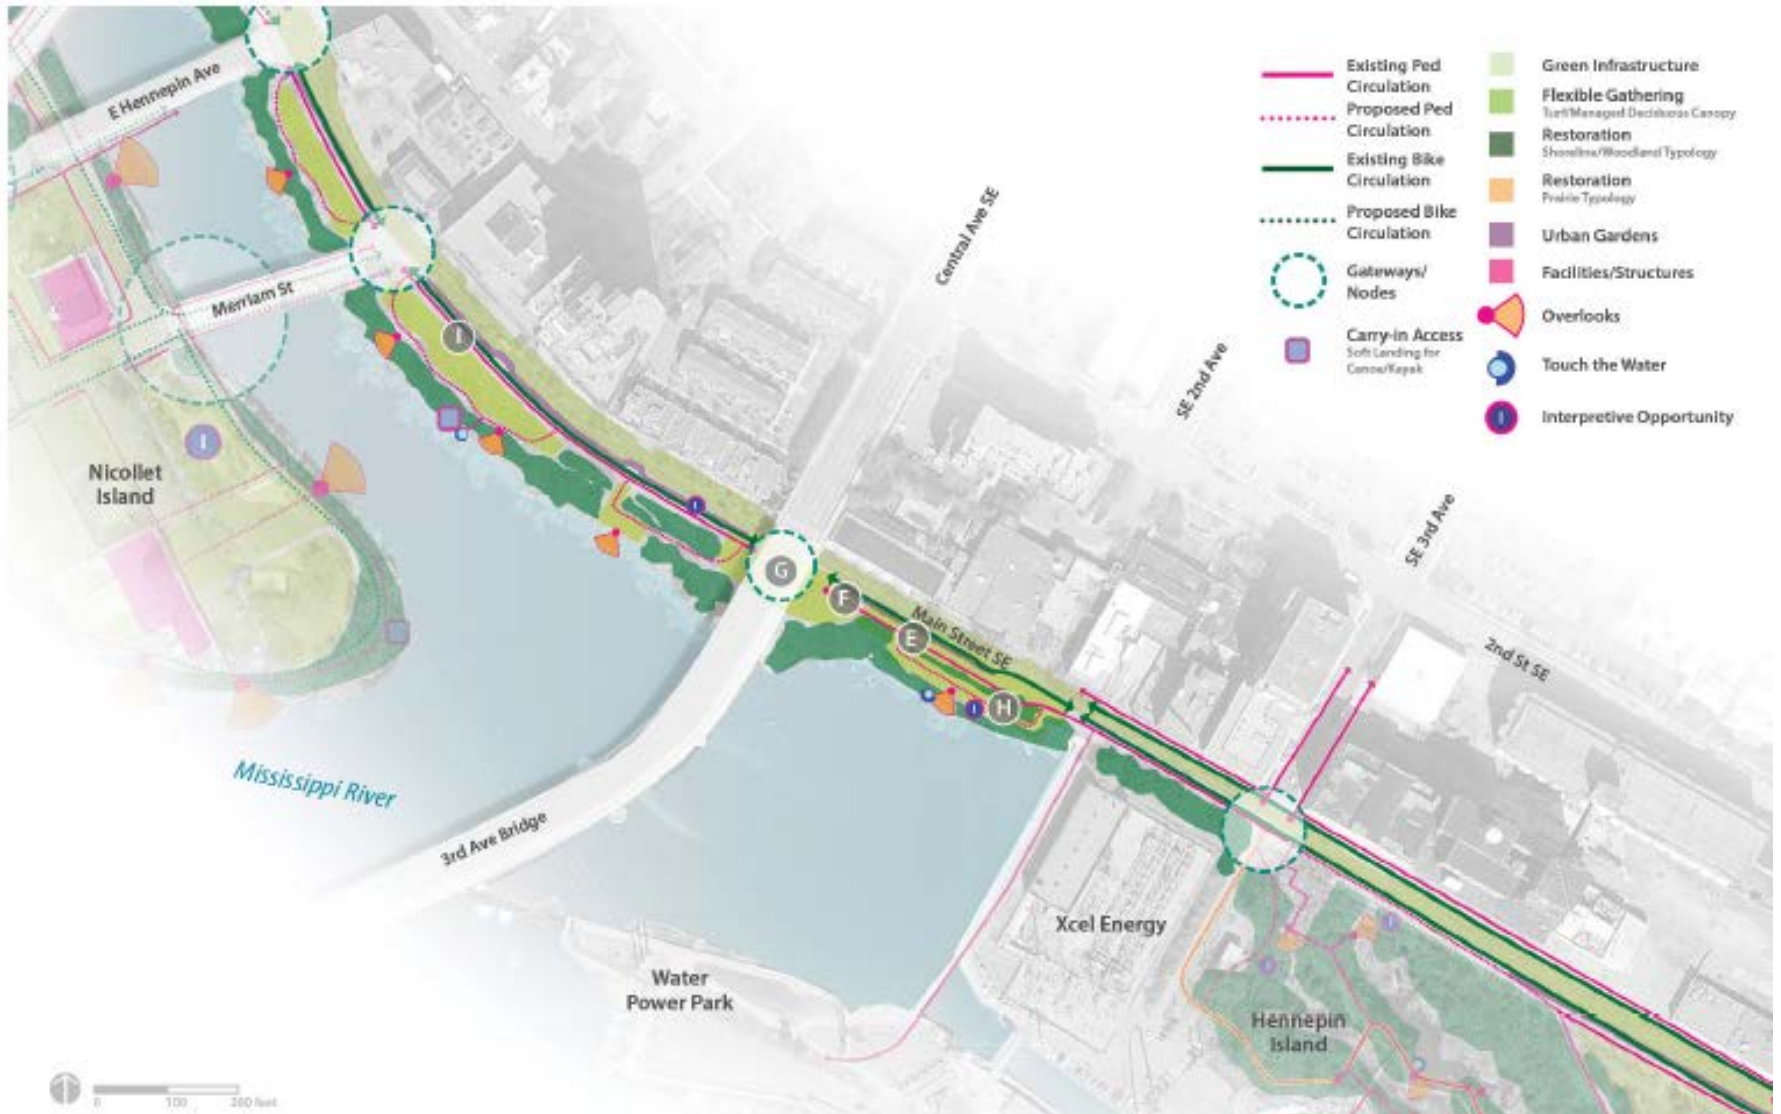 E Hennepin Ave
Merriam St
I
Nicollet
Island
I
Mississippi River
3rd Ave Bridge
Water
Power Park
I
G
F
E
H
I
Main Street SE
Central Ave SE
SE 2nd Ave
SE 3rd Ave
2nd St SE
Xcel Energy
Hennepin
Island
I
I
Existing Ped
Circulation
Proposed Ped
Circulation
Existing Bike
Circulation
Proposed Bike
Circulation
Gateways/
Nodes
Carry-in Access
Soft Landing for
Canoe/Kayak
Green Infrastructure
Flexible Gathering
Turf/Managed Deciduous Canopy
Restoration
Shoreline/Woodland Typology
Restoration
Prairie Typology
Urban Gardens
Facilities/Structures
Overlooks
Touch the Water
I
Interpretive Opportunity
0 100 200 feet